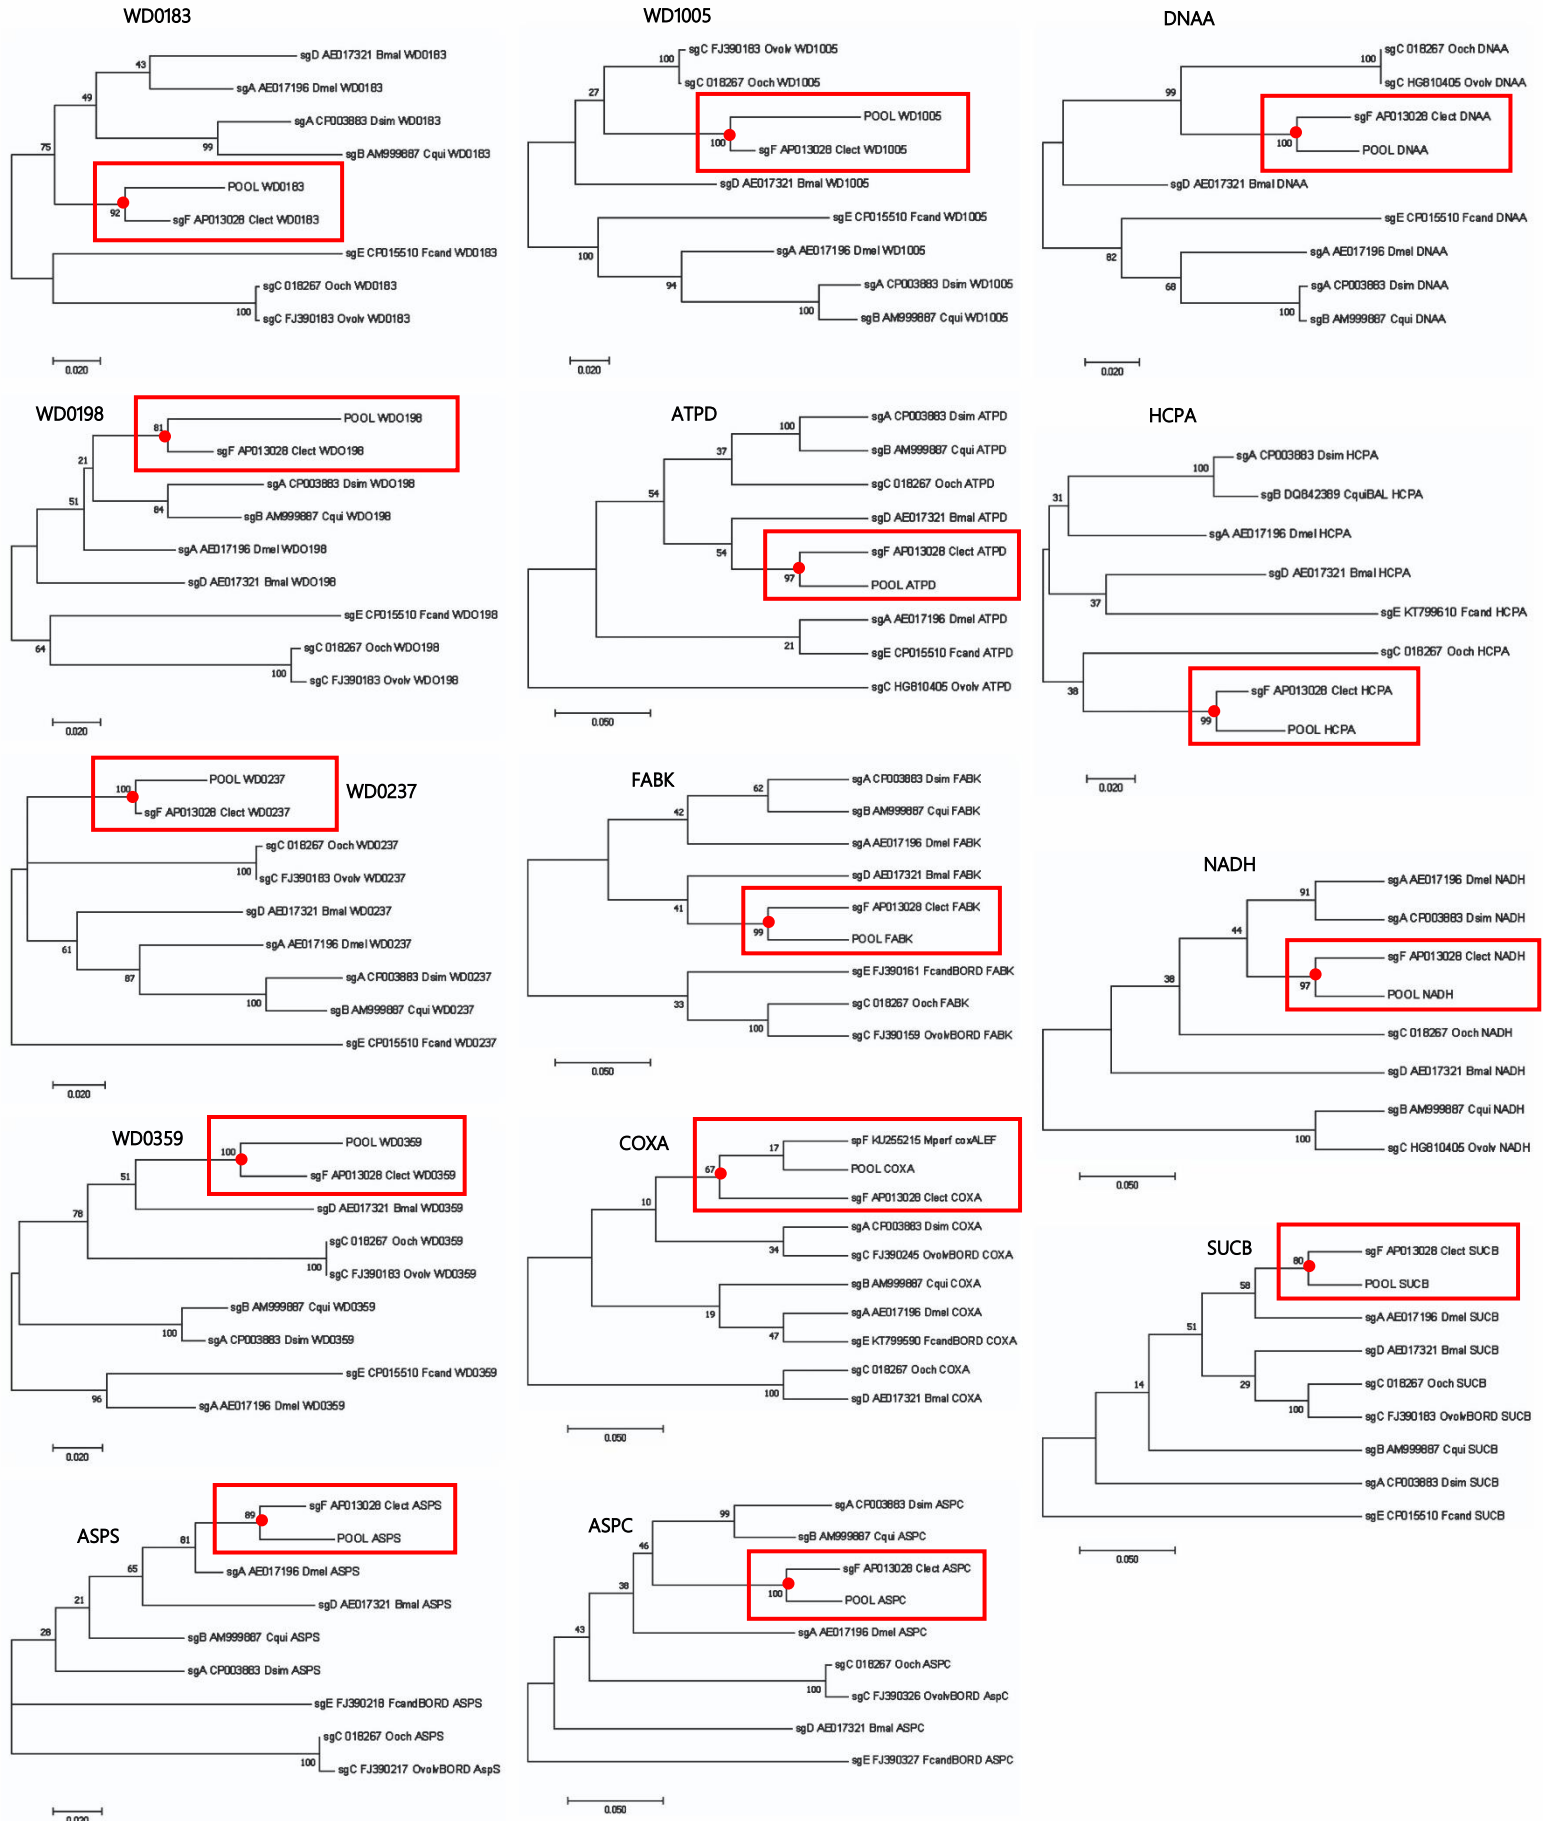 WD0183
43
sgD AE017321 Bmal WD0183
sgA AE017196 Dmel WD0183
49
sgA CP003883 Dsim WD0183
99
sgB AM999887 Cqui WD0183
75
POOL WD0183
92
sgF AP013028 Clect WD0183
sgE CP015510 Fcand WD0183
sgC 018267 Ooch WD0183
100
sgC FJ390183 Ovolv WD0183
0.020
WD1005
sgC FJ390183 Ovolv WD1005
100
sgC 018267 Ooch WD1005
27
POOL WD1005
100
sgF AP013028 Clect WD1005
sgD AE017321 Bmal WD1005
sgE CP015510 Fcand WD1005
100
sgA AE017196 Dmel WD1005
94
sgA CP003883 Dsim WD1005
100
sgB AM999887 Cqui WD1005
0.020
DNAA
sgC 018267 Ooch DNAA
100
sgC HG810405 Ovolv DNAA
99
sgF AP013028 Clect DNAA
100
POOL DNAA
sgD AE017321 Bmal DNAA
sgE CP015510 Fcand DNAA
82
sgA AE017196 Dmel DNAA
68
sgA CP003883 Dsim DNAA
100
sgB AM999887 Cqui DNAA
0.020
WD0198
POOL WDO198
81
sgF AP013028 Clect WDO198
21
sgA CP003883 Dsim WDO198
51
84
sgB AM999887 Cqui WDO198
sgA AE017196 Dmel WDO198
sgD AE017321 Bmal WDO198
sgE CP015510 Fcand WDO198
64
sgC 018267 Ooch WDO198
100
sgC FJ390183 Ovolv WDO198
0.020
ATPD
sgA CP003883 Dsim ATPD
100
sgB AM999887 Cqui ATPD
37
sgC 018267 Ooch ATPD
54
sgD AE017321 Bmal ATPD
54
sgF AP013028 Clect ATPD
97
POOL ATPD
sgA AE017196 Dmel ATPD
21
sgE CP015510 Fcand ATPD
sgC HG810405 Ovolv ATPD
0.050
HCPA
sgA CP003883 Dsim HCPA
100
sgB DQ842389 CquiBAL HCPA
31
sgA AE017196 Dmel HCPA
sgD AE017321 Bmal HCPA
37
sgE KT799610 Fcand HCPA
sgC 018267 Ooch HCPA
38
sgF AP013028 Clect HCPA
99
POOL HCPA
0.020
WD0237
POOL WD0237
100
sgF AP013028 Clect WD0237
sgC 018267 Ooch WD0237
100
sgC FJ390183 Ovolv WD0237
sgD AE017321 Bmal WD0237
61
sgA AE017196 Dmel WD0237
87
sgA CP003883 Dsim WD0237
100
sgB AM999887 Cqui WD0237
sgE CP015510 Fcand WD0237
0.020
FABK
sgA CP003883 Dsim FABK
62
sgB AM999887 Cqui FABK
42
sgA AE017196 Dmel FABK
sgD AE017321 Bmal FABK
41
sgF AP013028 Clect FABK
99
POOL FABK
sgE FJ390161 FcandBORD FABK
33
sgC 018267 Ooch FABK
100
sgC FJ390159 OvolvBORD FABK
0.050
NADH
sgA AE017196 Dmel NADH
91
sgA CP003883 Dsim NADH
44
sgF AP013028 Clect NADH
97
POOL NADH
38
sgC 018267 Ooch NADH
sgD AE017321 Bmal NADH
sgB AM999887 Cqui NADH
100
sgC HG810405 Ovolv NADH
0.050
WD0359
POOL WD0359
100
sgF AP013028 Clect WD0359
51
sgD AE017321 Bmal WD0359
78
sgC 018267 Ooch WD0359
100
sgC FJ390183 Ovolv WD0359
sgB AM999887 Cqui WD0359
100
sgA CP003883 Dsim WD0359
sgE CP015510 Fcand WD0359
96
sgA AE017196 Dmel WD0359
0.020
COXA
spF KU255215 Mperf coxALEF
17
POOL COXA
67
sgF AP013028 Clect COXA
10
sgA CP003883 Dsim COXA
34
sgC FJ390245 OvolvBORD COXA
sgB AM999887 Cqui COXA
19
sgA AE017196 Dmel COXA
47
sgE KT799590 FcandBORD COXA
sgC 018267 Ooch COXA
100
sgD AE017321 Bmal COXA
0.050
SUCB
sgF AP013028 Clect SUCB
80
POOL SUCB
58
sgA AE017196 Dmel SUCB
51
sgD AE017321 Bmal SUCB
29
sgC 018267 Ooch SUCB
100
sgC FJ390183 OvolvBORD SUCB
14
sgB AM999887 Cqui SUCB
sgA CP003883 Dsim SUCB
sgE CP015510 Fcand SUCB
0.050
ASPS
sgF AP013028 Clect ASPS
89
POOL ASPS
81
sgA AE017196 Dmel ASPS
65
sgD AE017321 Bmal ASPS
21
sgB AM999887 Cqui ASPS
28
sgA CP003883 Dsim ASPS
sgE FJ390218 FcandBORD ASPS
sgC 018267 Ooch ASPS
100
sgC FJ390217 OvolvBORD AspS
0.020
ASPC
sgA CP003883 Dsim ASPC
99
sgB AM999887 Cqui ASPC
46
sgF AP013028 Clect ASPC
100
POOL ASPC
38
sgA AE017196 Dmel ASPC
43
sgC 018267 Ooch ASPC
100
sgC FJ390326 OvolvBORD AspC
sgD AE017321 Bmal ASPC
sgE FJ390327 FcandBORD ASPC
0.050